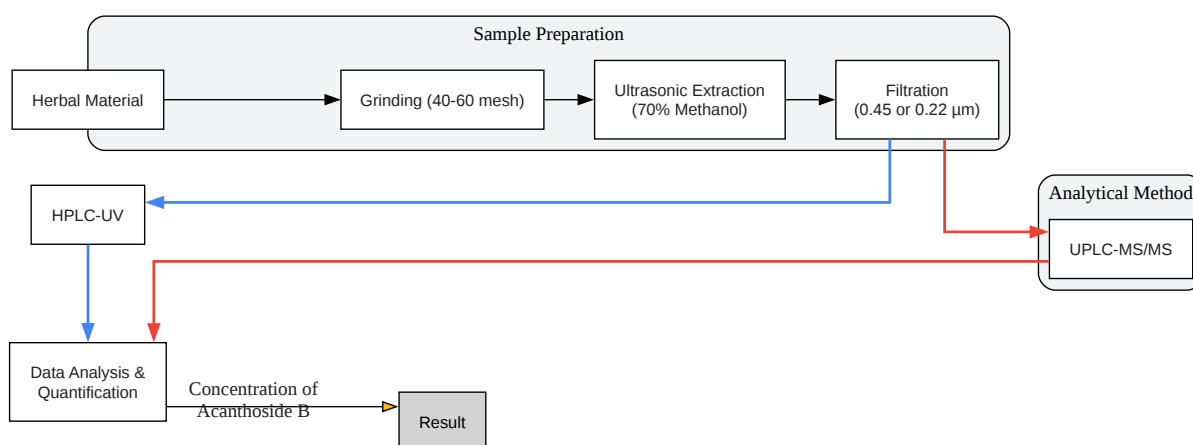 Sample Preparation
Herbal Material
Grinding (40-60 mesh)
Ultrasonic Extraction
(70% Methanol)
Filtration
(0.45 or 0.22 µm)
HPLC-UV
Analytical Method
UPLC-MS/MS
Data Analysis &
Quantification
Concentration of
Acanthoside B
Result